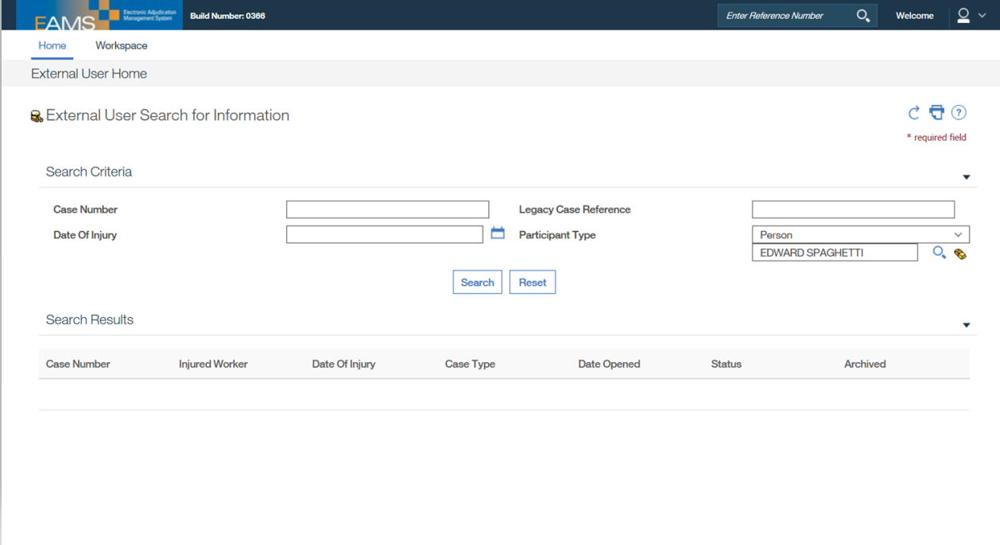 EAMS
Electronic Adjudication
Management System
Build Number: 0366
Enter Reference Number
Welcome
Home
Workspace
External User Home
External User Search for Information
?
* required field
Search Criteria
Case Number
Legacy Case Reference
Date Of Injury
Participant Type
Person
EDWARD SPAGHETTI
Search
Reset
Search Results
Case Number
Injured Worker
Date Of Injury
Case Type
Date Opened
Status
Archived